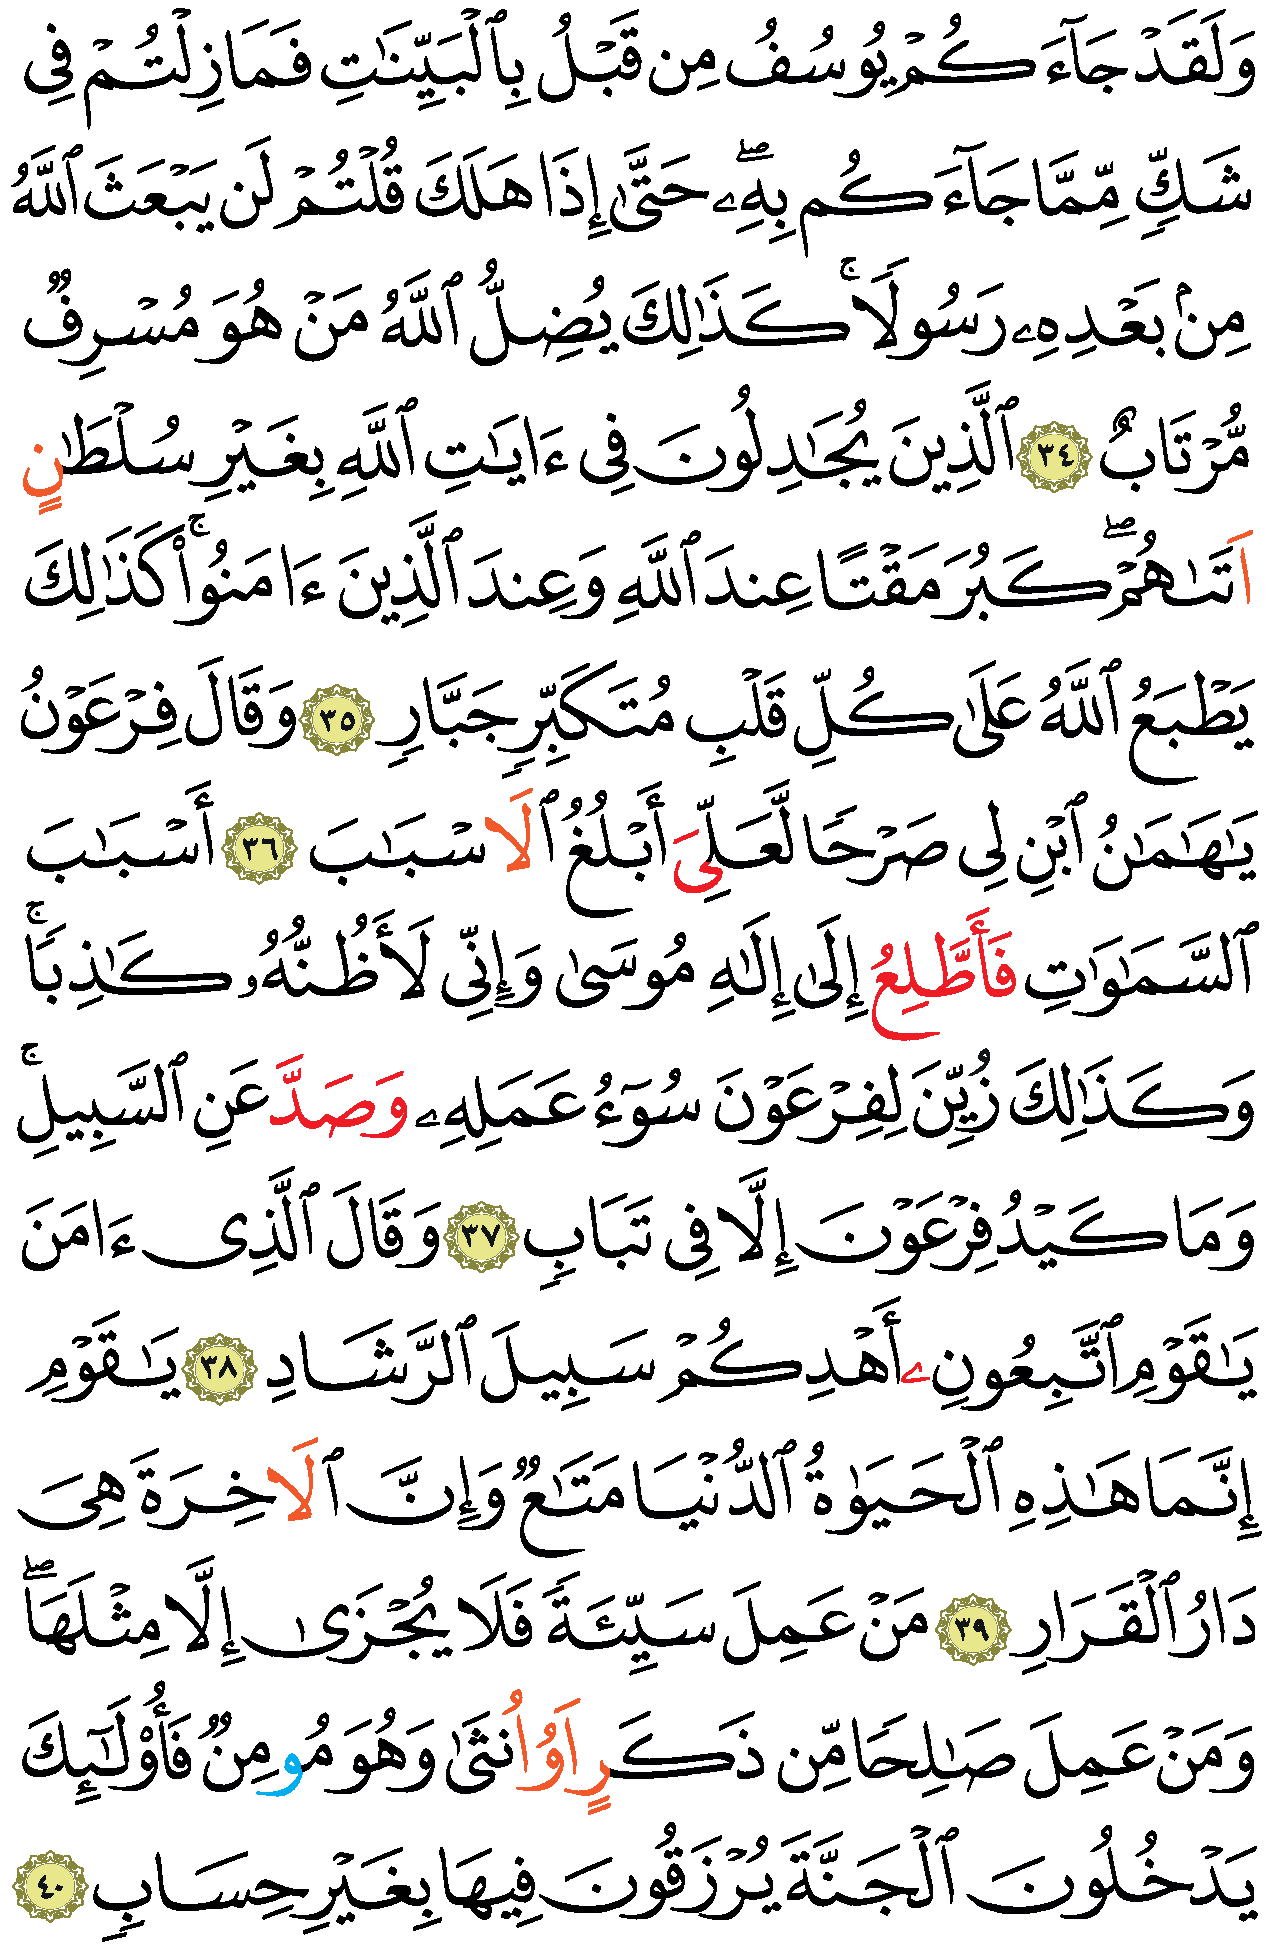 وَلَقَدْ جَآءَكُمْ يُوسُفُ مِن قَبْلُ بِٱلْبَيِّنَٰتِ فَمَا زِلْتُمْ فِى
شَكٍّ مِّمَّا جَآءَكُم بِهِۦۖ حَتَّىٰ إِذَا هَلَكَ قُلْتُمْ لَن يَبْعَثَ ٱللَّهُ
مِنۢ بَعْدِهِۦ رَسُولًاۚ كَذَٰلِكَ يُضِلُّ ٱللَّهُ مَنْ هُوَ مُسْرِفٌ
مُّرْتَابٌ ٣٤ ٱلَّذِينَ يُجَٰدِلُونَ فِى ءَايَٰتِ ٱللَّهِ بِغَيْرِ سُلْطَٰنٍ
اَتَىٰهُمْۖ كَبُرَ مَقْتًا عِندَ ٱللَّهِ وَعِندَ ٱلَّذِينَ ءَامَنُوا۟ۚ كَذَٰلِكَ
يَطْبَعُ ٱللَّهُ عَلَىٰ كُلِّ قَلْبِ مُتَكَبِّرٍ جَبَّارٍ ٣٥ وَقَالَ فِرْعَوْنُ
يَٰهَٰمَٰنُ ٱبْنِ لِى صَرْحًا لَّعَلِّىَ أَبْلُغُ ٱلَاسْبَٰبَ ٣٦ أَسْبَٰبَ
ٱلسَّمَٰوَٰتِ فَأَطَّلِعُ إِلَىٰ إِلَٰهِ مُوسَىٰ وَإِنِّى لَأَظُنُّهُۥ كَٰذِبًاۚ
وَكَذَٰلِكَ زُيِّنَ لِفِرْعَوْنَ سُوٓءُ عَمَلِهِۦ وَصَدَّ عَنِ ٱلسَّبِيلِۚ
وَمَا كَيْدُ فِرْعَوْنَ إِلَّا فِى تَبَابٍ ٣٧ وَقَالَ ٱلَّذِى ءَامَنَ
يَٰقَوْمِ ٱتَّبِعُونِۦ أَهْدِكُمْ سَبِيلَ ٱلرَّشَادِ ٣٨ يَٰقَوْمِ
إِنَّمَا هَٰذِهِ ٱلْحَيَوٰةُ ٱلدُّنْيَا مَتَٰعٌ وَإِنَّ ٱلَاخِرَةَ هِىَ
دَارُ ٱلْقَرَارِ ٣٩ مَنْ عَمِلَ سَيِّئَةً فَلَا يُجْزَىٰ إِلَّا مِثْلَهَاۖ
وَمَنْ عَمِلَ صَٰلِحًا مِّن ذَكَرٍ اَوُ اُنثَىٰ وَهُوَ مُومِنٌ فَأُو۟لَٰٓئِكَ
يَدْخُلُونَ ٱلْجَنَّةَ يُرْزَقُونَ فِيهَا بِغَيْرِ حِسَابٍ ٤٠